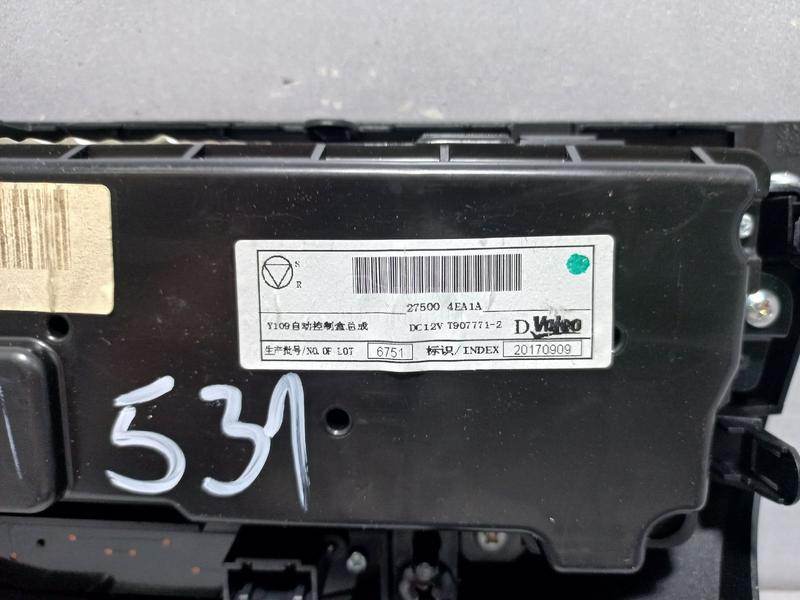 S
R
27500 4EA1A
Y109自动控制盒总成 DC12V T907771-2 D. Valeo
生产批号/NO.OF LOT 6751 标识/INDEX 20170909
531